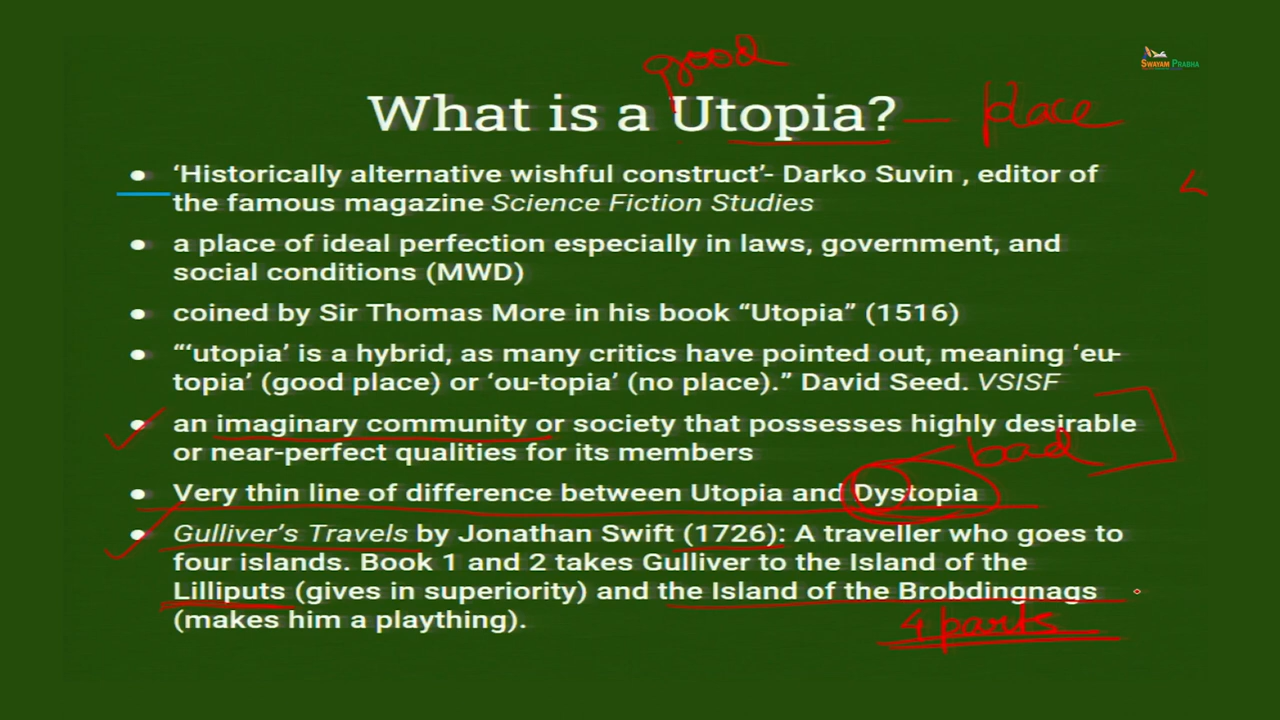 SWAYAM PRABHA
good
What is a Utopia? — place
‘Historically alternative wishful construct’- Darko Suvin , editor of
the famous magazine Science Fiction Studies
a place of ideal perfection especially in laws, government, and
social conditions (MWD)
coined by Sir Thomas More in his book “Utopia” (1516)
“‘utopia’ is a hybrid, as many critics have pointed out, meaning ‘eu-
topia’ (good place) or ‘ou-topia’ (no place).” David Seed. VSISF
an imaginary community or society that possesses highly desirable
or near-perfect qualities for its members
bad
Very thin line of difference between Utopia and Dystopia
Gulliver’s Travels by Jonathan Swift (1726): A traveller who goes to
four islands. Book 1 and 2 takes Gulliver to the Island of the
Lilliputs (gives in superiority) and the Island of the Brobdingnags
(makes him a plaything).
4 parts